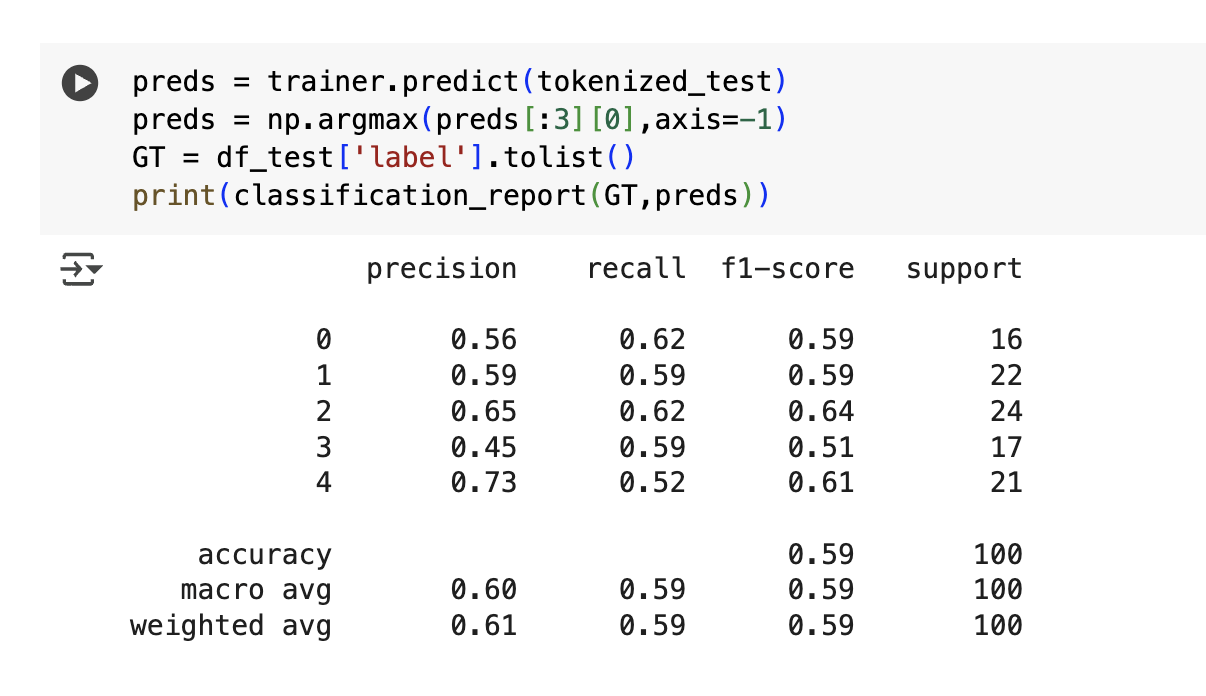 preds = trainer.predict(tokenized_test)
preds = np.argmax(preds[:3][0],axis=-1)
GT = df_test['label'].tolist()
print(classification_report(GT,preds))
precision recall f1-score support
0 0.56 0.62 0.59 16
1 0.59 0.59 0.59 22
2 0.65 0.62 0.64 24
3 0.45 0.59 0.51 17
4 0.73 0.52 0.61 21
accuracy 0.59 100
macro avg 0.60 0.59 0.59 100
weighted avg 0.61 0.59 0.59 100